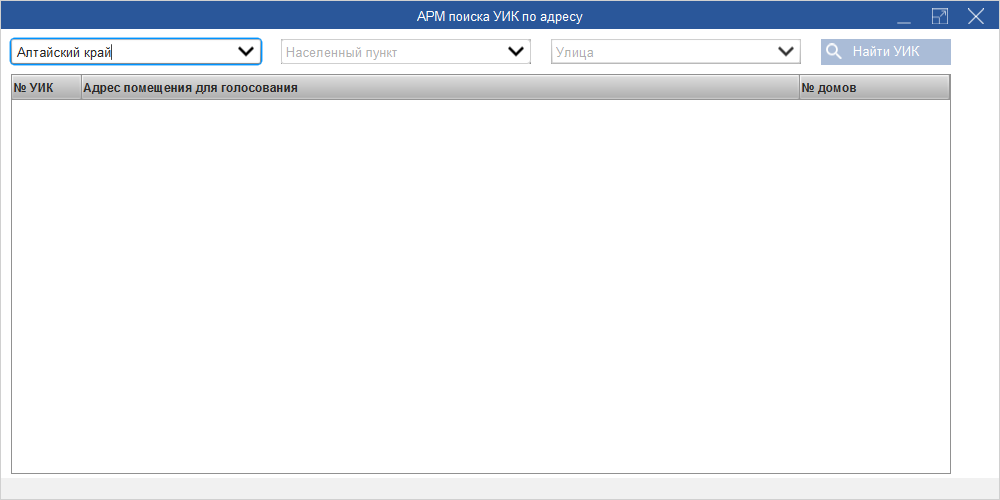 АРМ поиска УИК по адресу
Алтайский край
Населенный пункт
Улица
Найти УИК
№ УИК
Адрес помещения для голосования
№ домов